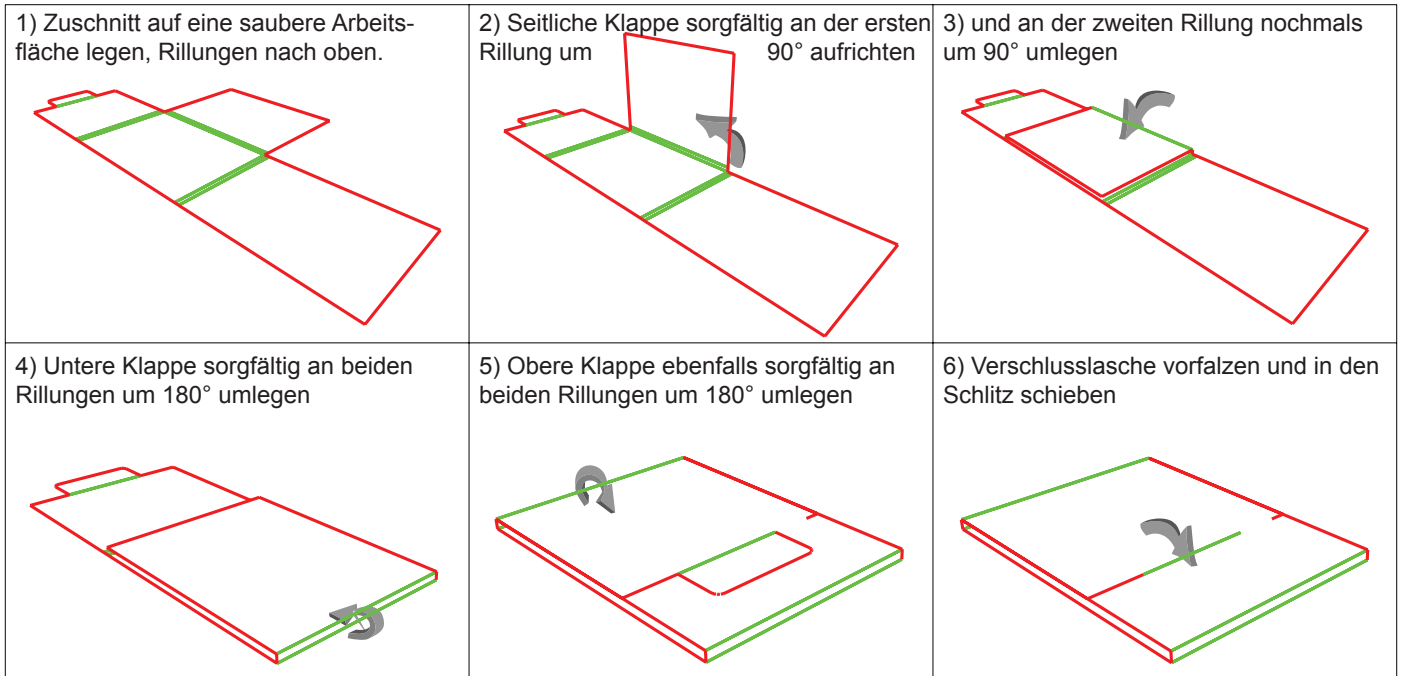 1) Zuschnitt auf eine saubere Arbeits-
fläche legen, Rillungen nach oben.
2) Seitliche Klappe sorgfältig an der ersten
Rillung um 90° aufrichten
3) und an der zweiten Rillung nochmals
um 90° umlegen
4) Untere Klappe sorgfältig an beiden
Rillungen um 180° umlegen
5) Obere Klappe ebenfalls sorgfältig an
beiden Rillungen um 180° umlegen
6) Verschlusslasche vorfalzen und in den
Schlitz schieben